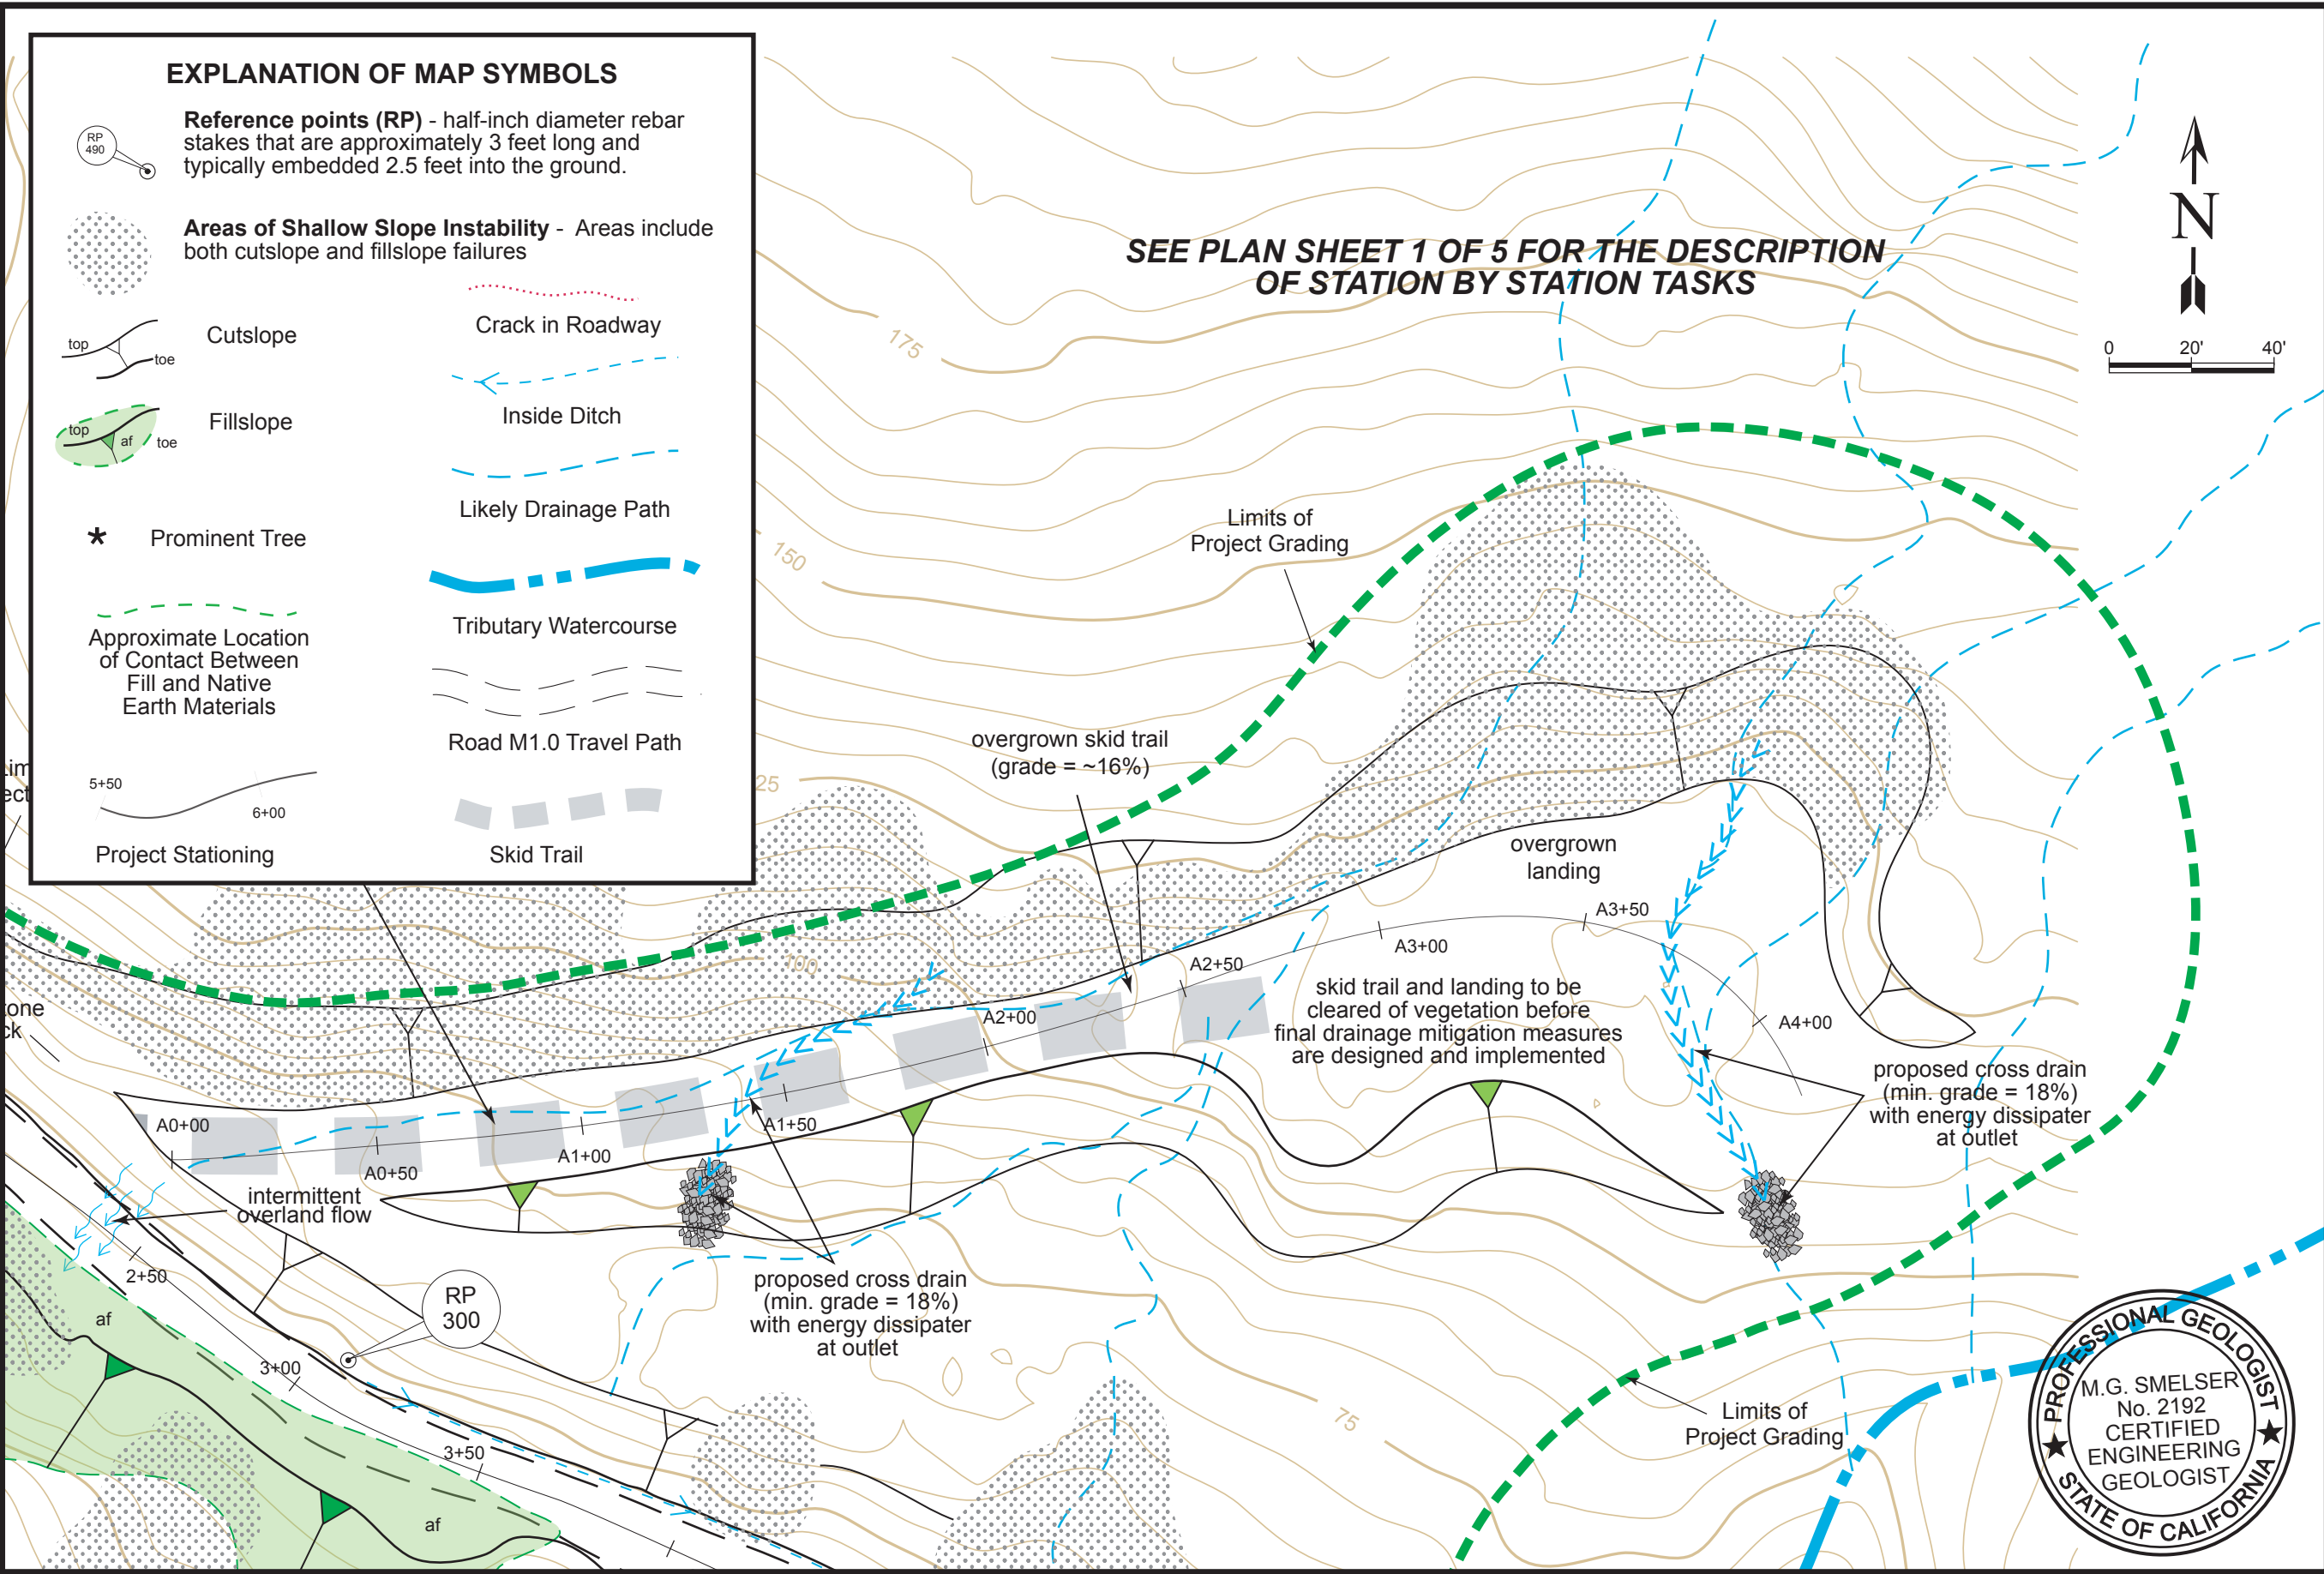 EXPLANATION OF MAP SYMBOLS
RP
490
Reference points (RP) - half-inch diameter rebar
stakes that are approximately 3 feet long and
typically embedded 2.5 feet into the ground.
Areas of Shallow Slope Instability - Areas include
both cutslope and fillslope failures
top
toe
Cutslope
Crack in Roadway
Inside Ditch
top
af
toe
Fillslope
Likely Drainage Path
* Prominent Tree
Tributary Watercourse
Approximate Location
of Contact Between
Fill and Native
Earth Materials
Road M1.0 Travel Path
5+50
6+00
Project Stationing
Skid Trail
SEE PLAN SHEET 1 OF 5 FOR THE DESCRIPTION
OF STATION BY STATION TASKS
N
0 20' 40'
175
150
25
100
75
Limits of
Project Grading
overgrown skid trail
(grade = ~16%)
overgrown
landing
A3+50
A3+00
A2+50
A2+00
A4+00
skid trail and landing to be
cleared of vegetation before
final drainage mitigation measures
are designed and implemented
proposed cross drain
(min. grade = 18%)
with energy dissipater
at outlet
A0+00
A0+50
A1+00
A1+50
intermittent
overland flow
2+50
af
RP
300
proposed cross drain
(min. grade = 18%)
with energy dissipater
at outlet
3+00
3+50
af
Limits of
Project Grading
PROFESSIONAL GEOLOGIST
M.G. SMELSER
No. 2192
CERTIFIED
ENGINEERING
GEOLOGIST
STATE OF CALIFORNIA